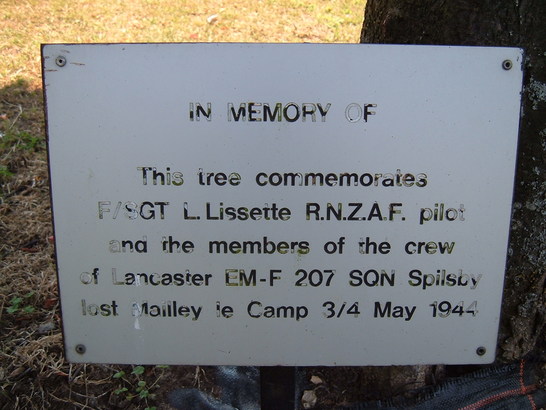 IN MEMORY OF
This tree commemorates
F/SGT L. Lissette R.N.Z.A.F. pilot
and the members of the crew
of Lancaster EM-F 207 SQN Spilsby
lost Mailley le Camp 3/4 May 1944